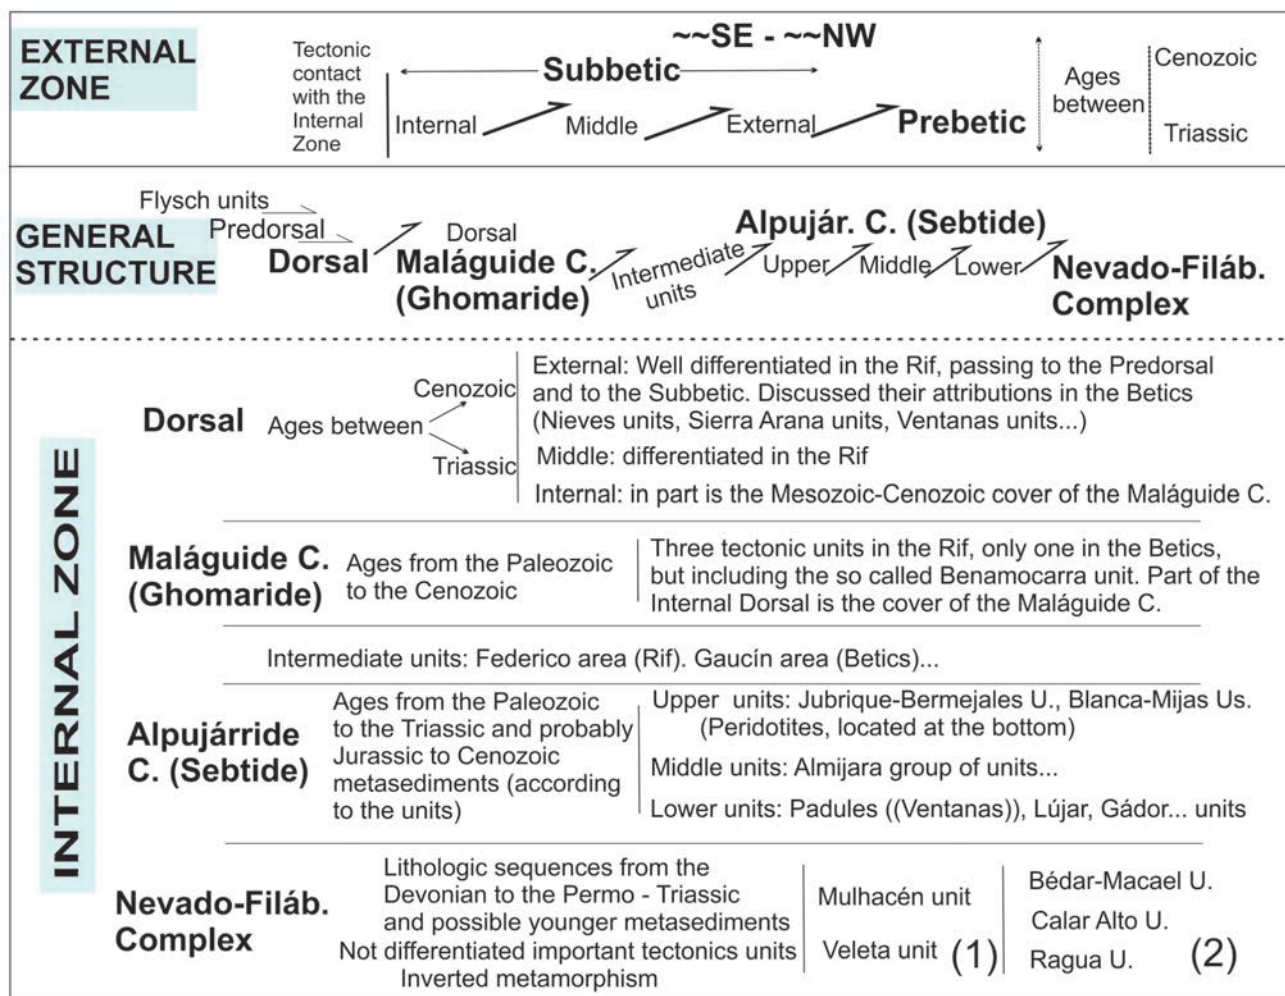 EXTERNAL
ZONE
Tectonic
contact
with the
Internal
Zone
~~SE - ~~NW
Subbetic
Internal
Middle
External
Prebetic
Ages
between
Cenozoic
Triassic
GENERAL
STRUCTURE
Flysch units
Predorsal
Dorsal
Dorsal
Maláguide C.
(Ghomaride)
Intermediate
units
Alpujár. C. (Sebtide)
Upper
Middle
Lower
Nevado-Filáb.
Complex
INTERNAL ZONE
Dorsal
Ages between
Cenozoic
Triassic
External: Well differentiated in the Rif, passing to the Predorsal
and to the Subbetic. Discussed their attributions in the Betics
(Nieves units, Sierra Arana units, Ventanas units...)
Middle: differentiated in the Rif
Internal: in part is the Mesozoic-Cenozoic cover of the Maláguide C.
Maláguide C.
(Ghomaride)
Ages from the Paleozoic
to the Cenozoic
Three tectonic units in the Rif, only one in the Betics,
but including the so called Benamocarra unit. Part of the
Internal Dorsal is the cover of the Maláguide C.
Intermediate units: Federico area (Rif). Gaucín area (Betics)...
Alpujárride
C. (Sebtide)
Ages from the Paleozoic
to the Triassic and probably
Jurassic to Cenozoic
metasediments (according
to the units)
Upper units: Jubrique-Bermejales U., Blanca-Mijas Us.
(Peridotites, located at the bottom)
Middle units: Almijara group of units...
Lower units: Padules ((Ventanas)), Lújar, Gádor... units
Nevado-Filáb.
Complex
Lithologic sequences from the
Devonian to the Permo - Triassic
and possible younger metasediments
Not differentiated important tectonics units
Inverted metamorphism
Mulhacén unit
Veleta unit (1)
Bédar-Macael U.
Calar Alto U.
Ragua U. (2)